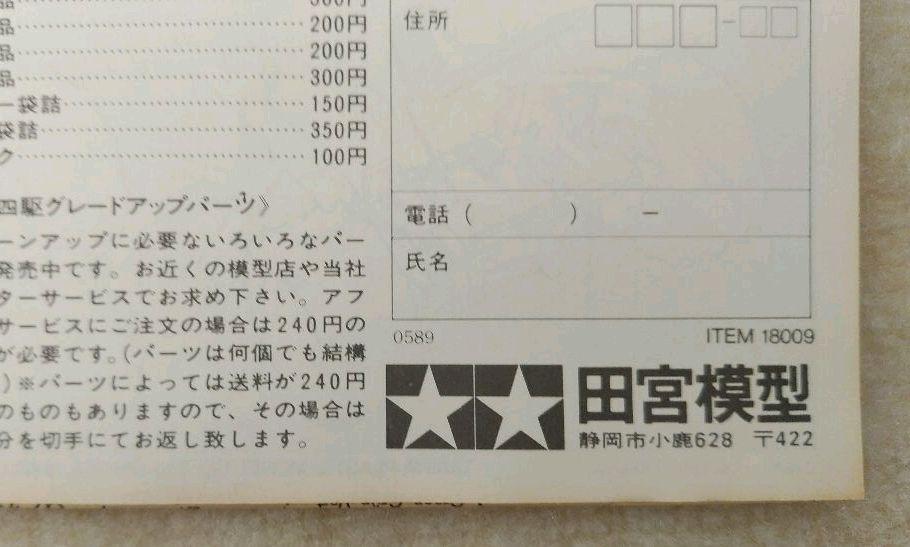 品 300円
品 200円
品 200円
品 300円
ー袋詰 150円
袋詰 350円
ク 100円
四駆グレードアップパーツ》
ーンアップに必要ないろいろなパー
発売中です。お近くの模型店や当社
ターサービスでお求め下さい。アフ
サービスにご注文の場合は240円の
が必要です。(パーツは何個でも結構
)※パーツによっては送料が240円
のものもありますので、その場合は
分を切手にてお返し致します。
住所
電話 ( ) ー
氏名
0589 ITEM 18009
田宮模型
静岡市小鹿628 〒422